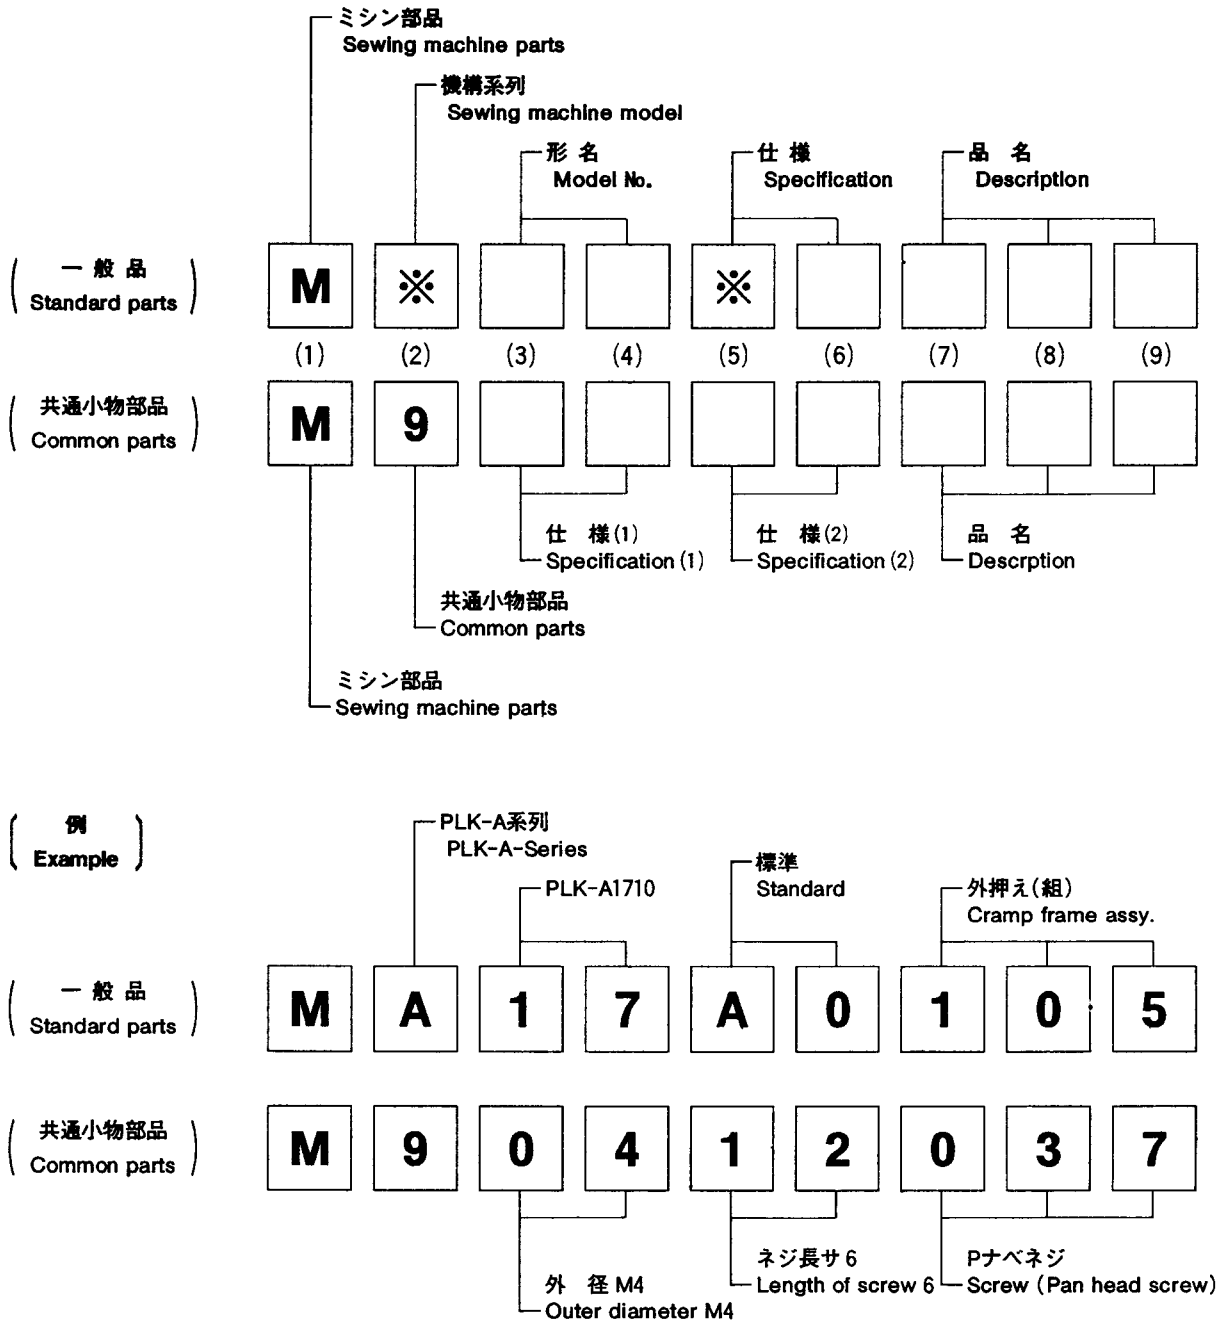 ミシン部品
Sewing machine parts
機構系列
Sewing machine model
形 名
Model No.
仕 様
Specification
品 名
Description
(一 般 品
Standard parts)
M ※ ※
(1) (2) (3) (4) (5) (6) (7) (8) (9)
(共通小物部品
Common parts)
M 9
仕 様(1)
Specification(1)
仕 様(2)
Specification(2)
品 名
Descrption
共通小物部品
Common parts
ミシン部品
Sewing machine parts
(例
Example)
PLK-A系列
PLK-A-Series
PLK-A1710
標準
Standard
外押え(組)
Cramp frame assy.
(一 般 品
Standard parts)
M A 1 7 A 0 1 0 5
(共通小物部品
Common parts)
M 9 0 4 1 2 0 3 7
外 径 M4
Outer diameter M4
ネジ長サ 6
Length of screw 6
Pナベネジ
Screw (Pan head screw)